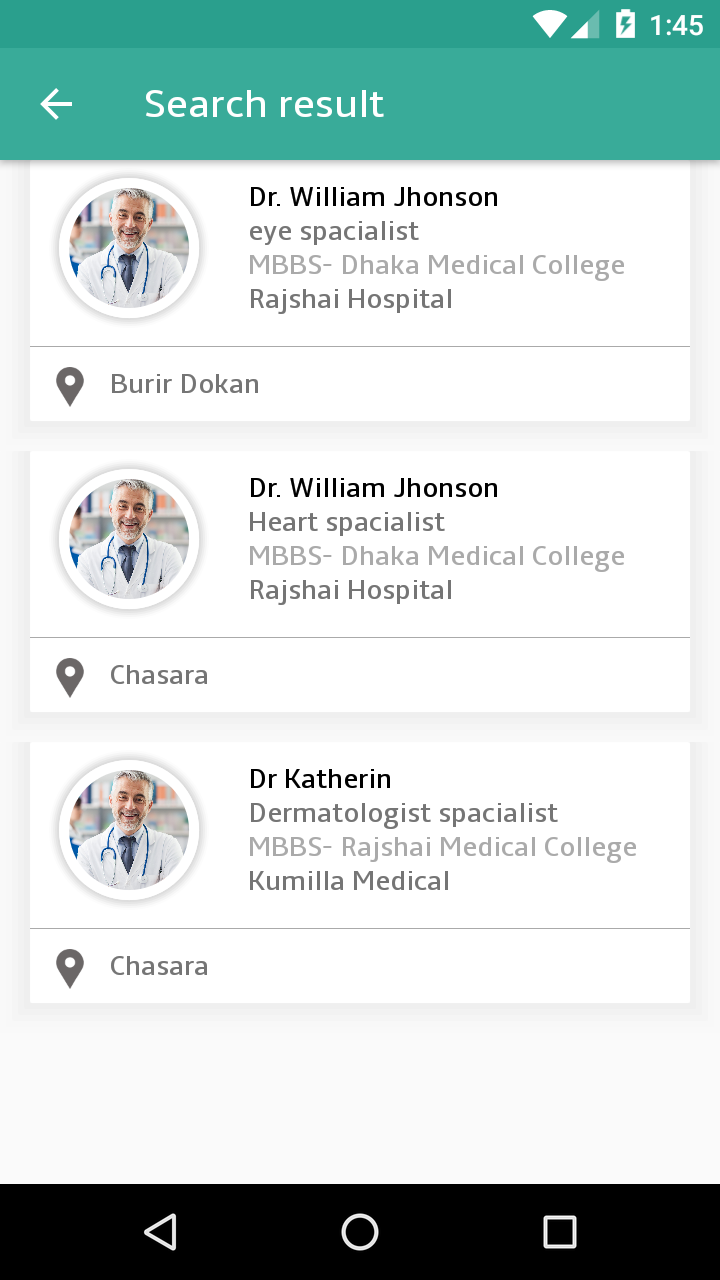 1:45
Search result
Dr. William Jhonson
eye spacialist
MBBS- Dhaka Medical College
Rajshai Hospital
Burir Dokan
Dr. William Jhonson
Heart spacialist
MBBS- Dhaka Medical College
Rajshai Hospital
Chasara
Dr Katherin
Dermatologist spacialist
MBBS- Rajshai Medical College
Kumilla Medical
Chasara